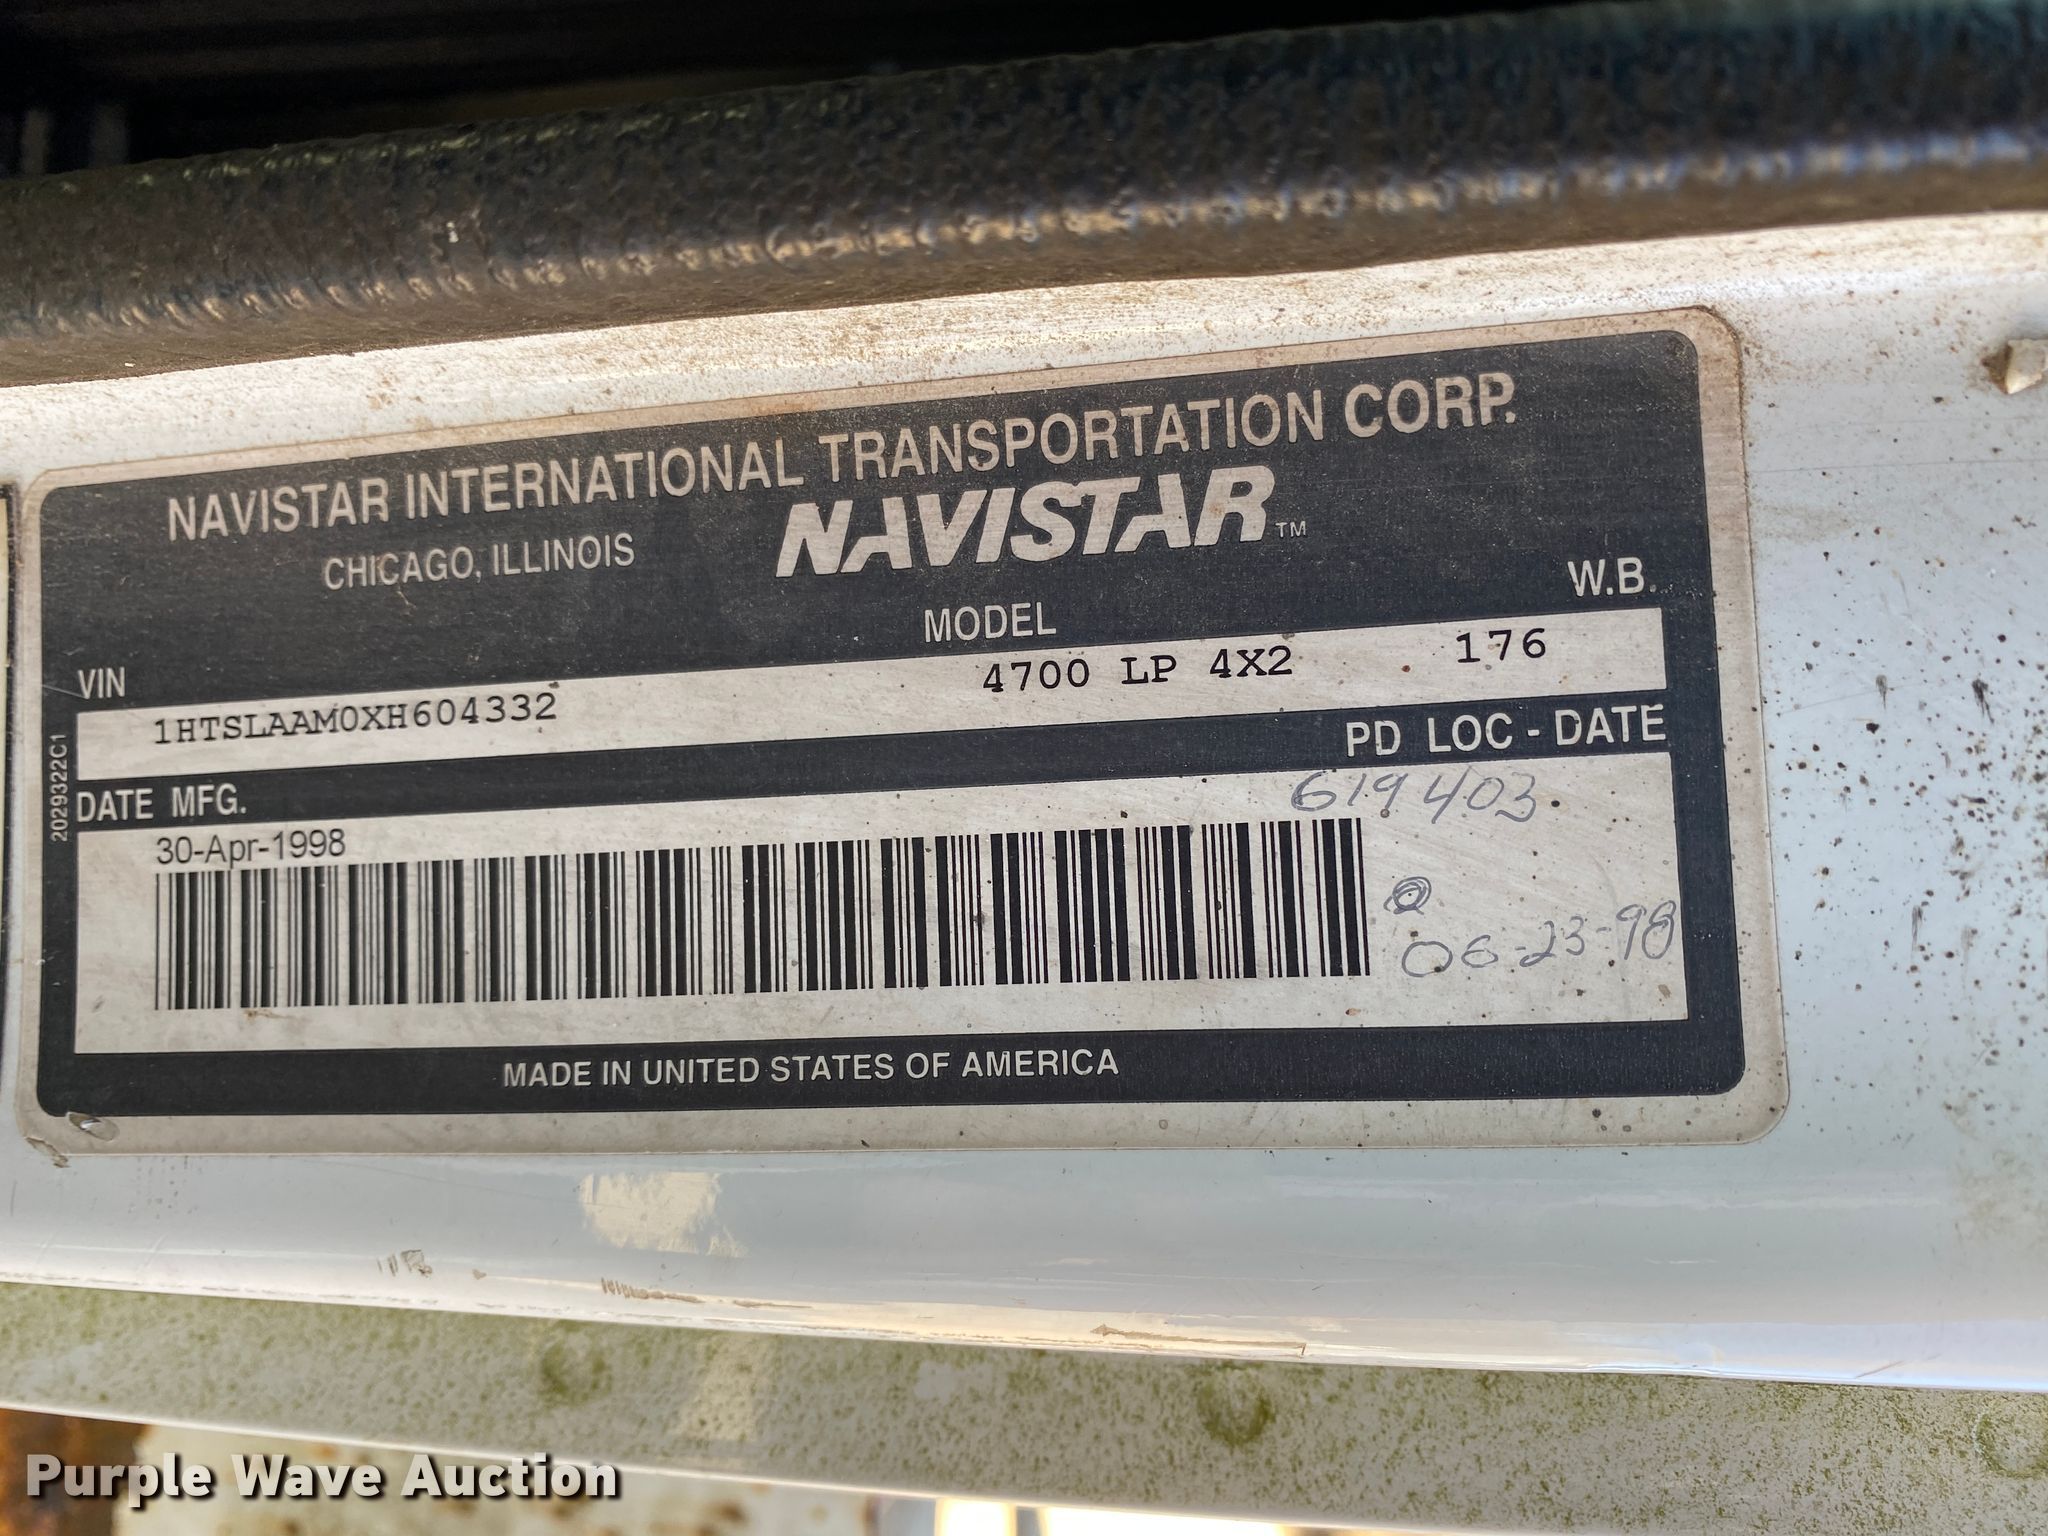 NAVISTAR INTERNATIONAL TRANSPORTATION CORP.
CHICAGO, ILLINOIS
NAVISTAR™
VIN
MODEL
W.B.
1HTSLAAM0XH604332
4700 LP 4X2
176
DATE MFG.
PD LOC - DATE
30-Apr-1998
619403
06-23-98
2029322C1
MADE IN UNITED STATES OF AMERICA
Purple Wave Auction